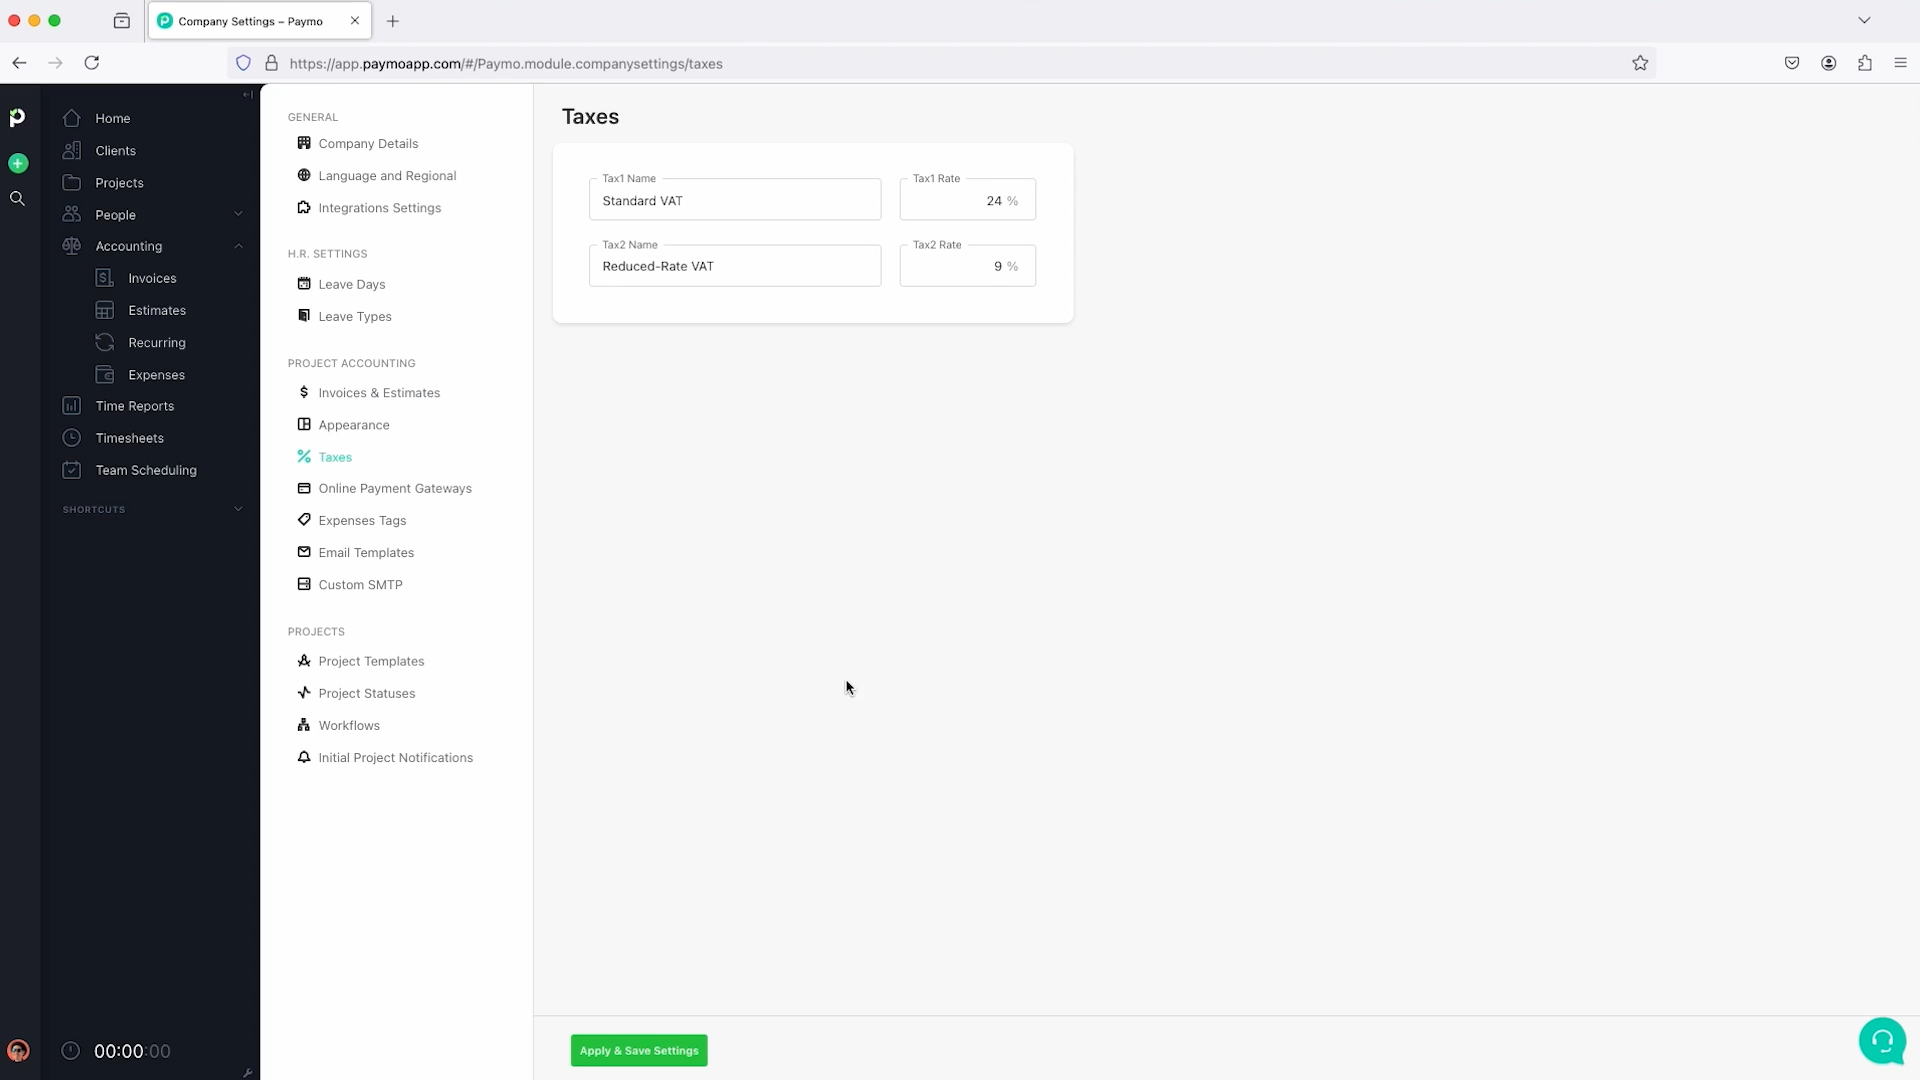 Company Settings – Paymo
https://app.paymoapp.com/#/Paymo.module.companysettings/taxes
Home
Clients
Projects
People
Accounting
Invoices
Estimates
Recurring
Expenses
Time Reports
Timesheets
Team Scheduling
SHORTCUTS
00:00:00
GENERAL
Company Details
Language and Regional
Integrations Settings
H.R. SETTINGS
Leave Days
Leave Types
PROJECT ACCOUNTING
Invoices & Estimates
Appearance
Taxes
Online Payment Gateways
Expenses Tags
Email Templates
Custom SMTP
PROJECTS
Project Templates
Project Statuses
Workflows
Initial Project Notifications
Taxes
Tax1 Name
Standard VAT
Tax1 Rate
24 %
Tax2 Name
Reduced-Rate VAT
Tax2 Rate
9 %
Apply & Save Settings